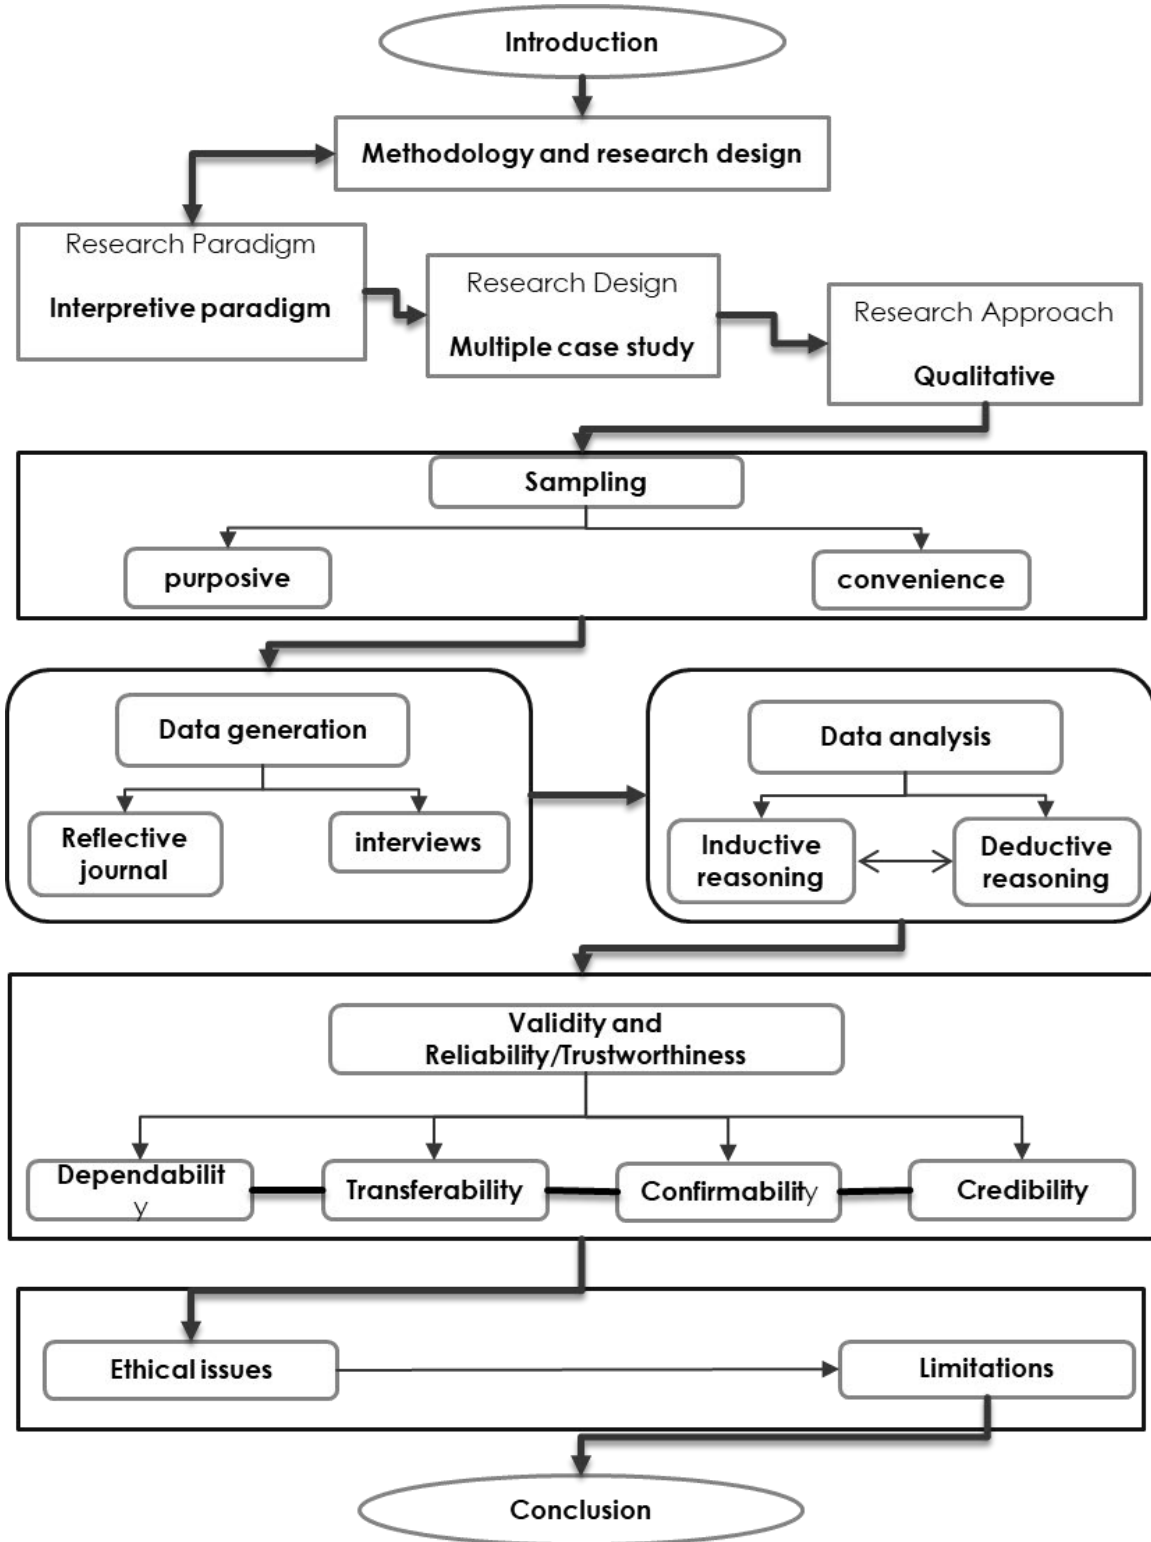 Introduction
Methodology and research design
Research Paradigm
Interpretive paradigm
Research Design
Multiple case study
Research Approach
Qualitative
Sampling
purposive
convenience
Data generation
Reflective
journal
interviews
Data analysis
Inductive
reasoning
Deductive
reasoning
Validity and
Reliability/Trustworthiness
Dependabilit
y
Transferability
Confirmability
Credibility
Ethical issues
Limitations
Conclusion